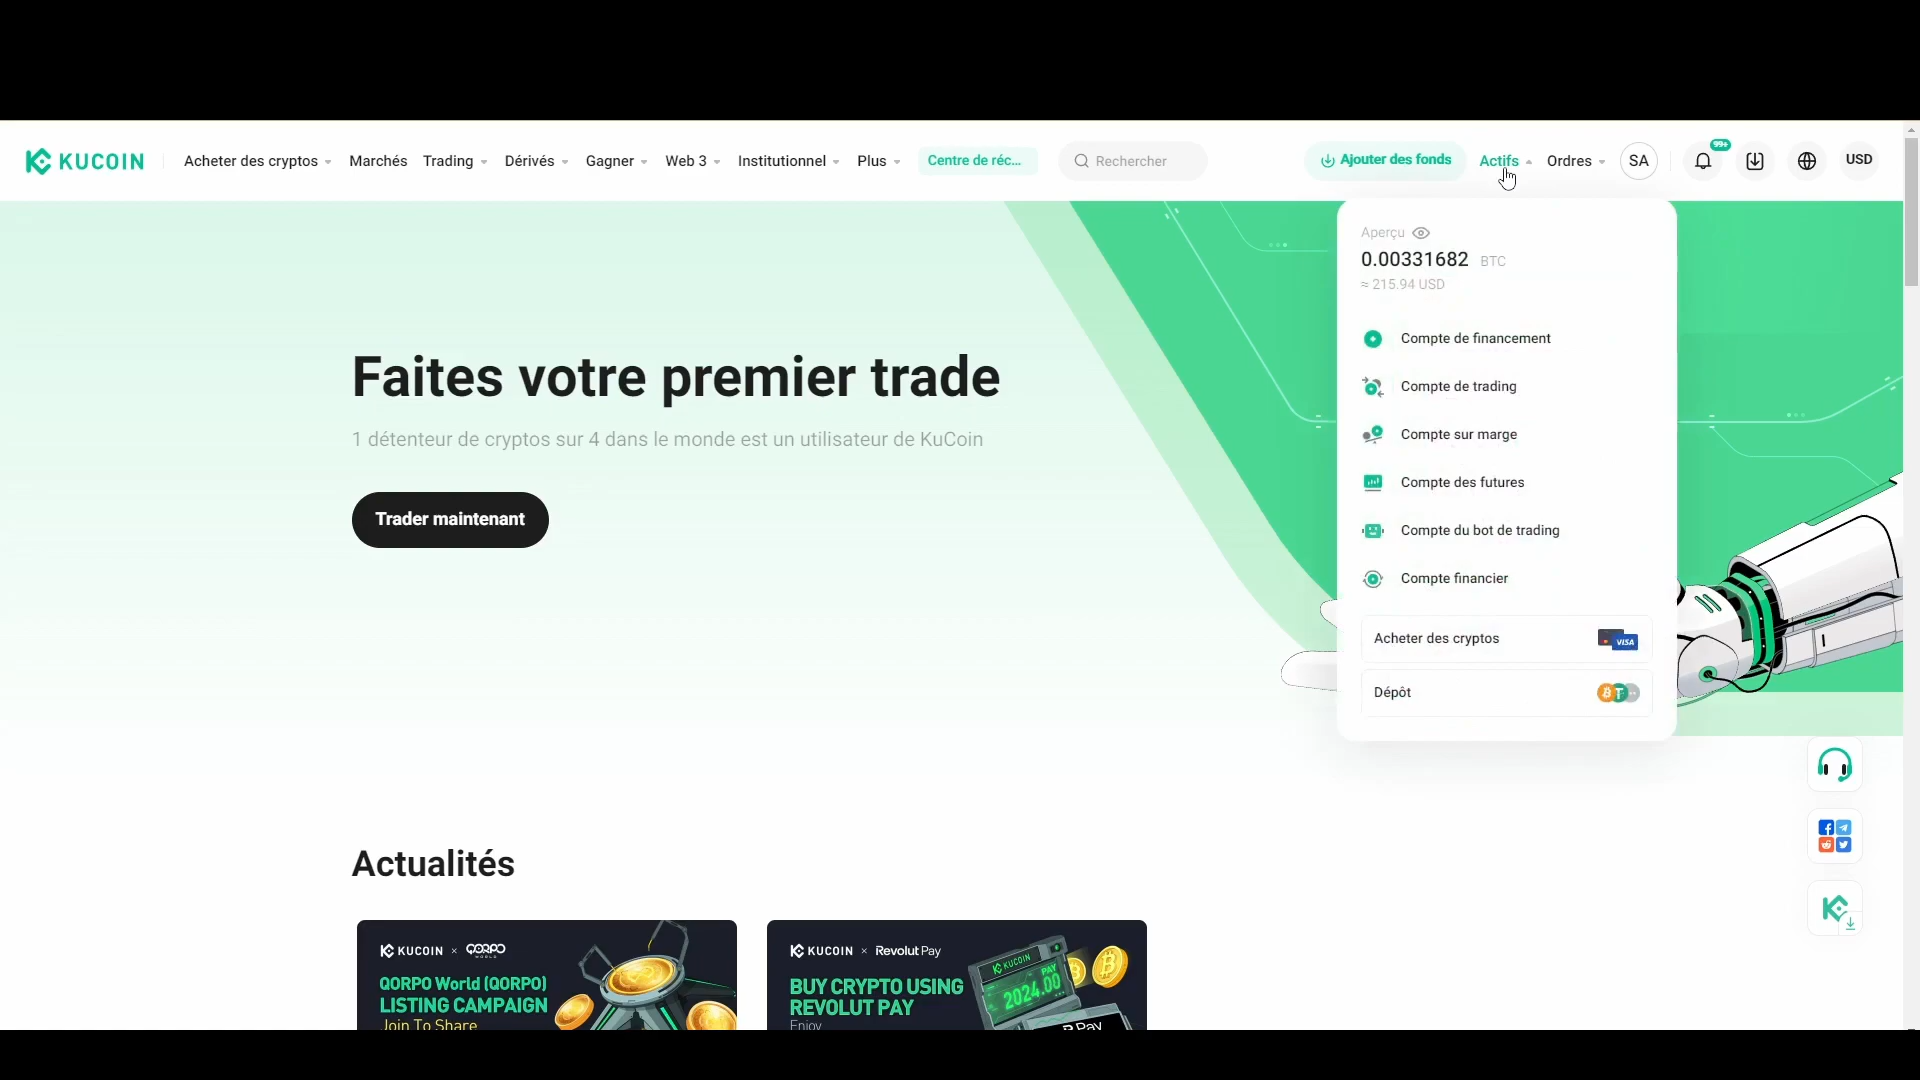 KUCOIN
Acheter des cryptos
Marchés
Trading
Dérivés
Gagner
Web 3
Institutionnel
Plus
Centre de réc...
Rechercher
Ajouter des fonds
Actifs
Ordres
SA
99+
USD
Aperçu
0.00331682 BTC
≈ 215.94 USD
Compte de financement
Compte de trading
Compte sur marge
Compte des futures
Compte du bot de trading
Compte financier
Acheter des cryptos
VISA
Dépôt
Faites votre premier trade
1 détenteur de cryptos sur 4 dans le monde est un utilisateur de KuCoin
Trader maintenant
Actualités
KUCOIN × QORPO
WORLD
QORPO World (QORPO)
LISTING CAMPAIGN
Join To Share
KUCOIN × Revolut Pay
BUY CRYPTO USING
REVOLUT PAY
Enjoy
KUCOIN
PAY
2024.00
Pay